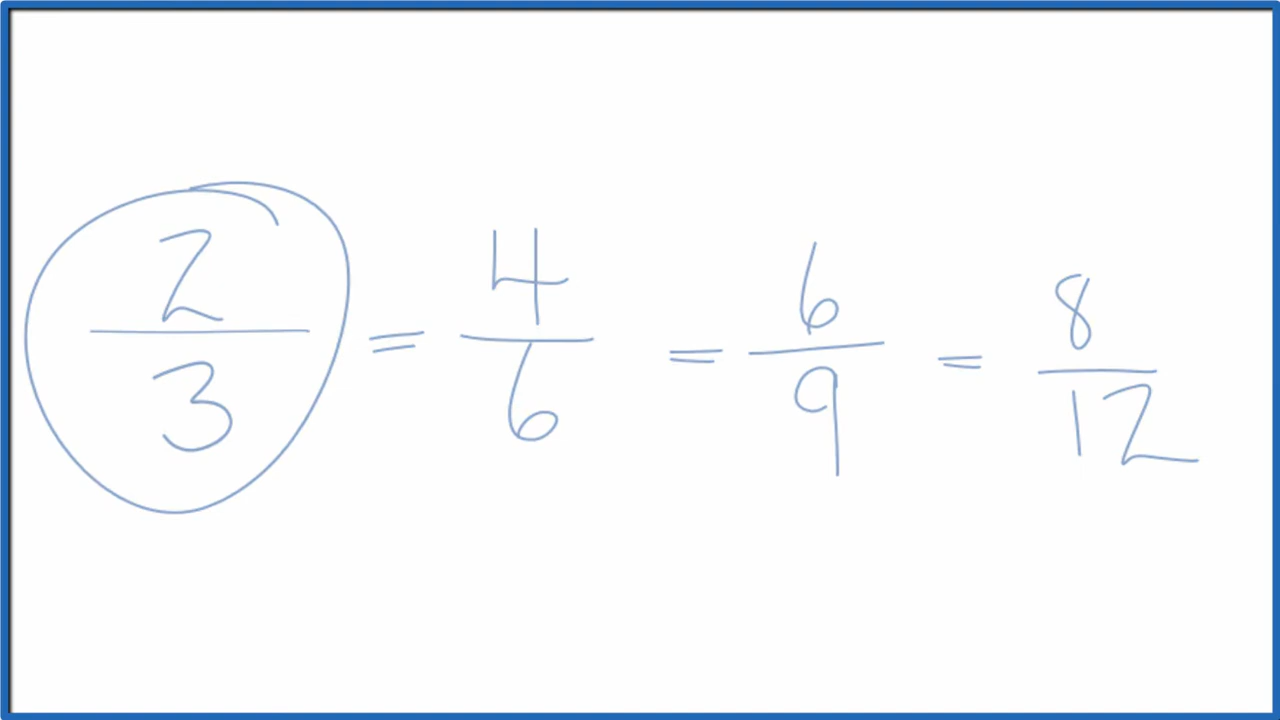 2/3 = 4/6 = 6/9 = 8/12